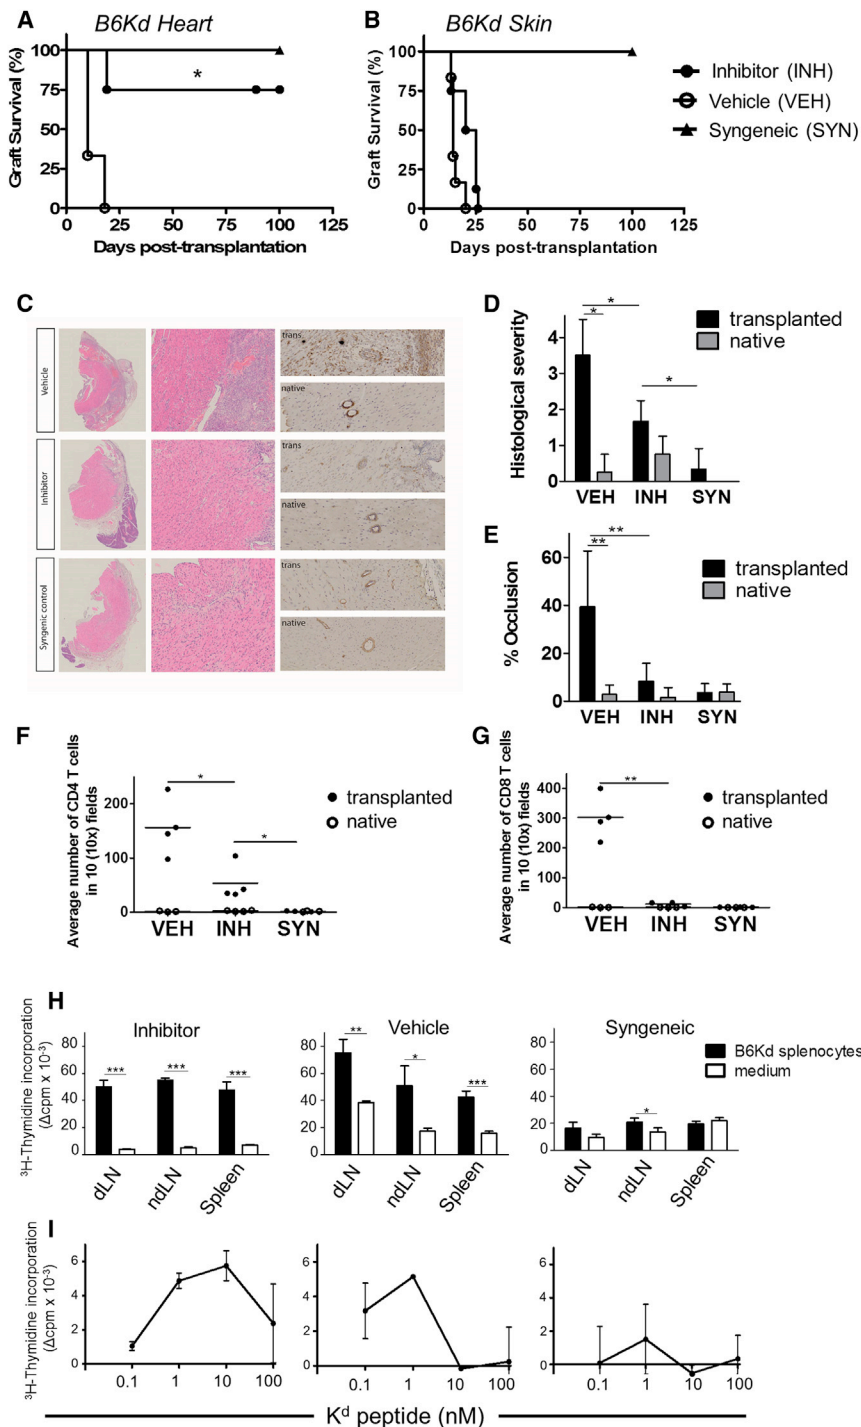 A
B6Kd Heart
Graft Survival (%)
100
75
50
25
0
*
0 25 50 75 100 125
Days post-transplantation
B
B6Kd Skin
Graft Survival (%)
100
75
50
25
0
0 25 50 75 100 125
Days post-transplantation
Inhibitor (INH)
Vehicle (VEH)
Syngeneic (SYN)
C
Vehicle
trans
native
Inhibitor
trans
native
Syngenic control
trans
native
D
Histological severity
4
3
2
1
0
*
*
*
transplanted
native
VEH INH SYN
E
% Occlusion
60
40
20
0
**
**
transplanted
native
VEH INH SYN
F
Average number of CD4 T cells
in 10 (10x) fields
200
100
0
*
*
transplanted
native
VEH INH SYN
G
Average number of CD8 T cells
in 10 (10x) fields
400
300
200
100
0
**
transplanted
native
VEH INH SYN
H
³H-Thymidine incorporation
(Δcpm x 10⁻³)
Inhibitor
80
60
40
20
0
*** *** ***
dLN ndLN Spleen
Vehicle
80
60
40
20
0
** * ***
dLN ndLN Spleen
Syngeneic
80
60
40
20
0
*
dLN ndLN Spleen
B6Kd splenocytes
medium
I
³H-Thymidine incorporation
(Δcpm x 10⁻³)
6
4
2
0
0.1 1 10 100
6
4
2
0
0.1 1 10 100
6
4
2
0
0.1 1 10 100
Kᵈ peptide (nM)